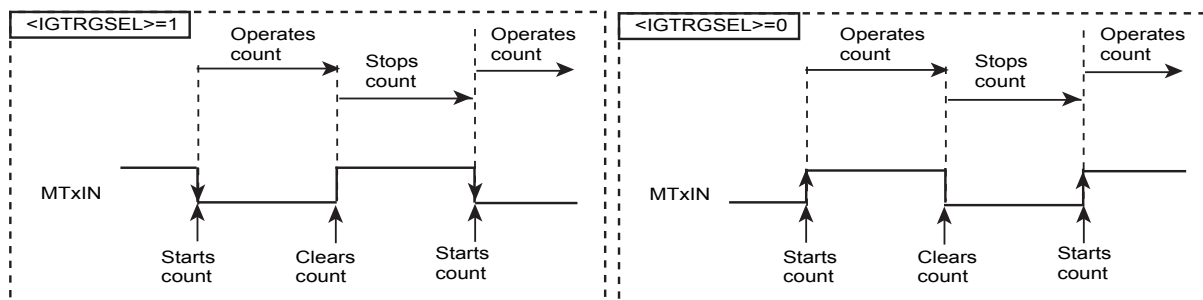 <IGTRGSEL>=1
Operates
count
Stops
count
Operates
count
MTxIN
Starts
count
Clears
count
Starts
count
<IGTRGSEL>=0
Operates
count
Stops
count
Operates
count
MTxIN
Starts
count
Clears
count
Starts
count